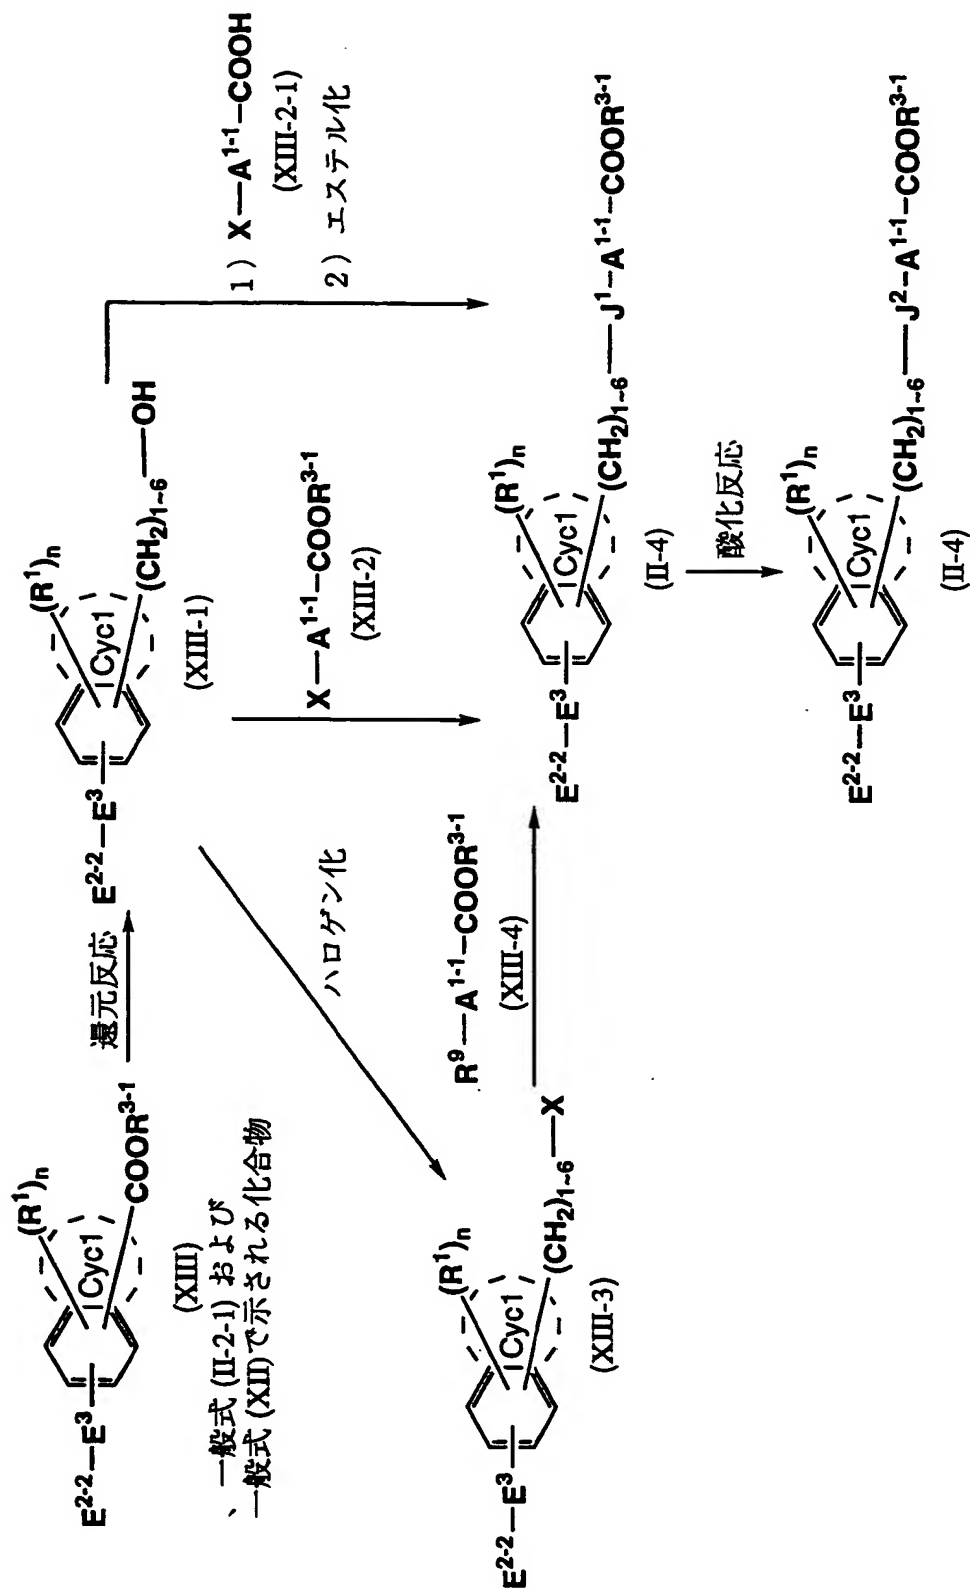 E2-2—E3
Cyc1
(R1)n
COOR3-1
(XIII)
、一般式 (II-2-1) および
一般式 (XII) で示される化合物
還元反応
E2-2—E3
Cyc1
(R1)n
(CH2)1~6—OH
(XIII-1)
1) X—A1-1—COOH
(XIII-2-1)
2) エステル化
X—A1-1—COOR3-1
(XIII-2)
ハロゲン化
E2-2—E3
Cyc1
(R1)n
(CH2)1~6—X
(XIII-3)
R9—A1-1—COOR3-1
(XIII-4)
E2-2—E3
Cyc1
(R1)n
(CH2)1~6—J1—A1-1—COOR3-1
(II-4)
酸化反応
E2-2—E3
Cyc1
(R1)n
(CH2)1~6—J2—A1-1—COOR3-1
(II-4)